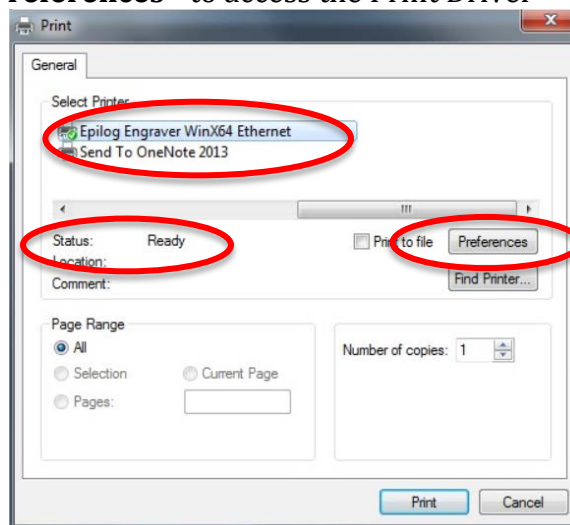 references" to access the Print Driver
Print
General
Select Printer
Epilog Engraver WinX64 Ethernet
Send To OneNote 2013
Status: Ready
Print to file
Preferences
Location:
Comment:
Find Printer...
Page Range
All
Selection
Current Page
Pages:
Number of copies: 1
Print
Cancel